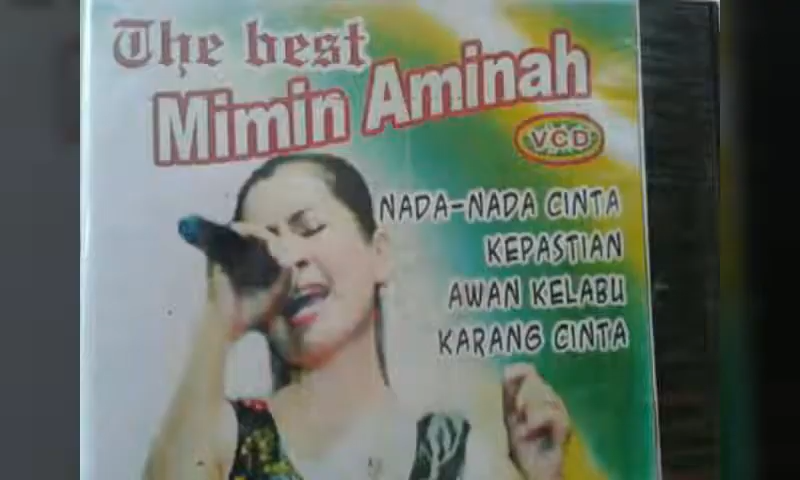 The best
Mimin Aminah
VCD
NADA-NADA CINTA
KEPASTIAN
AWAN KELABU
KARANG CINTA